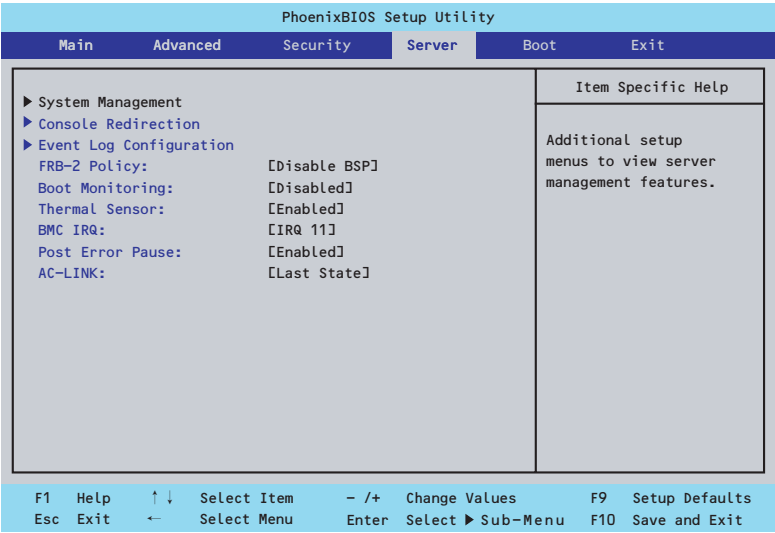 PhoenixBIOS Setup Utility
Main Advanced Security Server Boot Exit
▶ System Management
▶ Console Redirection
▶ Event Log Configuration
FRB-2 Policy: [Disable BSP]
Boot Monitoring: [Disabled]
Thermal Sensor: [Enabled]
BMC IRQ: [IRQ 11]
Post Error Pause: [Enabled]
AC-LINK: [Last State]
Item Specific Help
Additional setup
menus to view server
management features.
F1 Help ↑↓ Select Item - /+ Change Values F9 Setup Defaults
Esc Exit ← Select Menu Enter Select ▶ Sub-Menu F10 Save and Exit